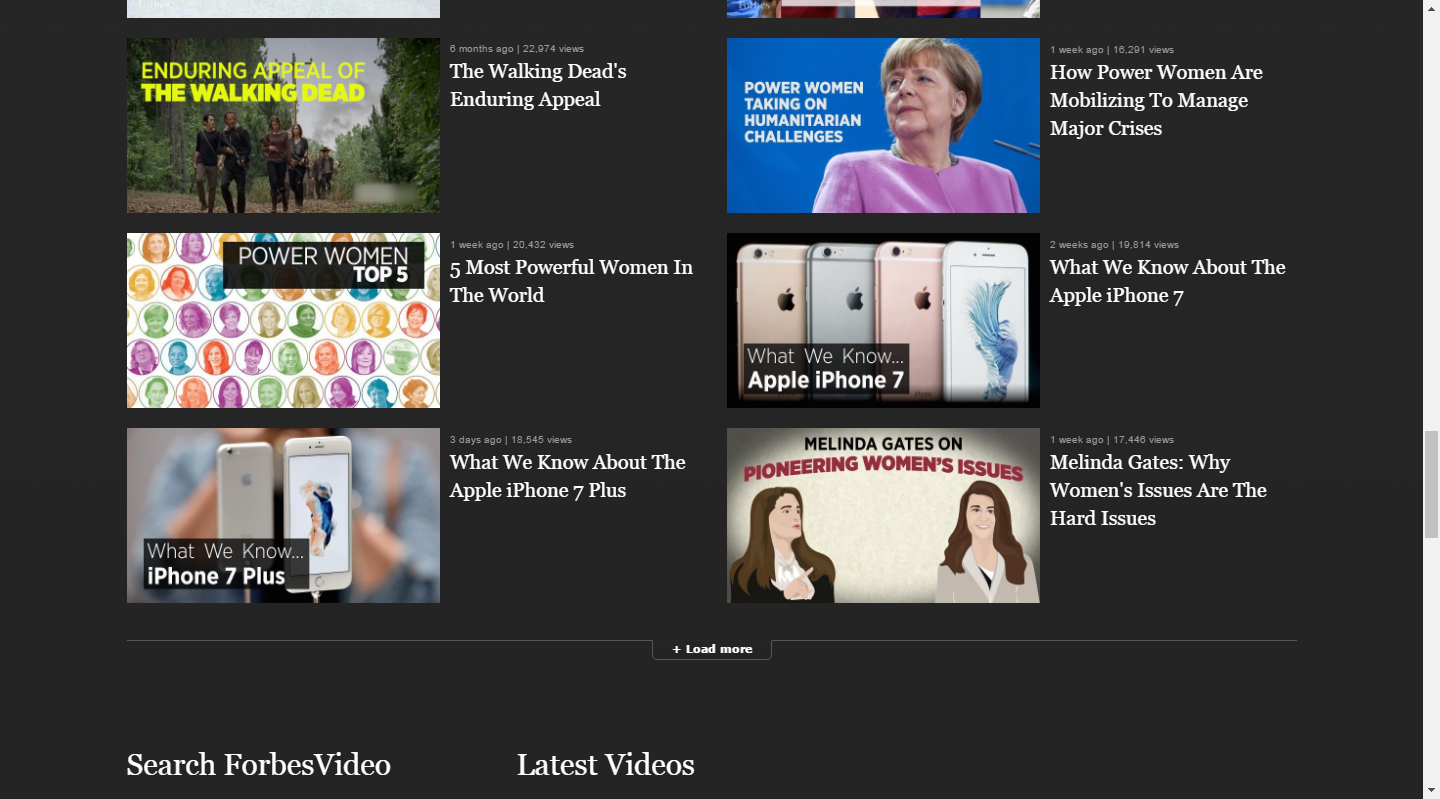 Forbes
Forbes
ENDURING APPEAL OF
THE WALKING DEAD
6 months ago | 22,974 views
The Walking Dead's
Enduring Appeal
POWER WOMEN
TAKING ON
HUMANITARIAN
CHALLENGES
1 week ago | 16,291 views
How Power Women Are
Mobilizing To Manage
Major Crises
POWER WOMEN
TOP 5
1 week ago | 20,432 views
5 Most Powerful Women In
The World
What We Know...
Apple iPhone 7
2 weeks ago | 19,814 views
What We Know About The
Apple iPhone 7
What We Know...
iPhone 7 Plus
3 days ago | 18,545 views
What We Know About The
Apple iPhone 7 Plus
MELINDA GATES ON
PIONEERING WOMEN'S ISSUES
1 week ago | 17,446 views
Melinda Gates: Why
Women's Issues Are The
Hard Issues
+ Load more
Search ForbesVideo
Latest Videos